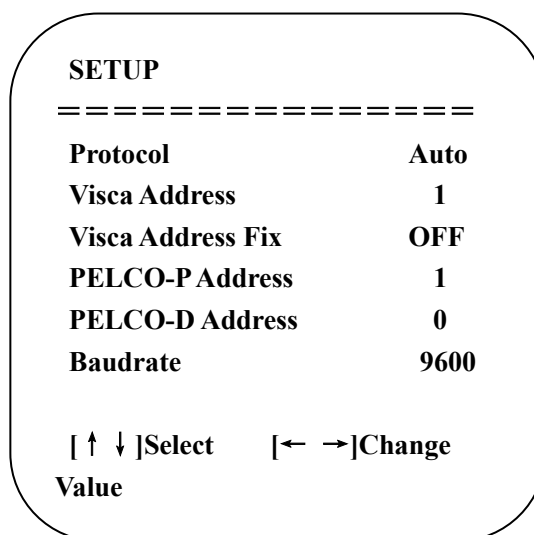 SETUP
================
Protocol Auto
Visca Address 1
Visca Address Fix OFF
PELCO-P Address 1
PELCO-D Address 0
Baudrate 9600
[ ↑ ↓ ]Select [← →]Change
Value